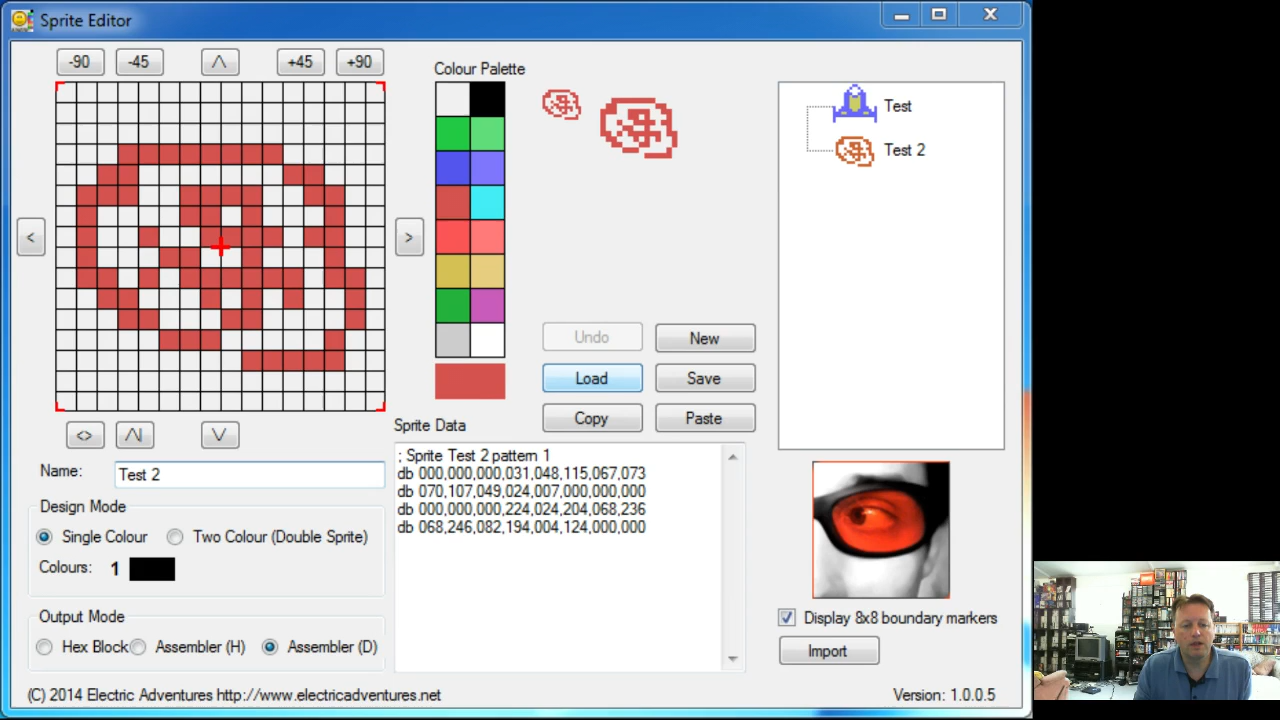 Sprite Editor
-90 -45 /\ +45 +90
Colour Palette
Test
Test 2
< >
Undo New
Load Save
Copy Paste
<> /\| \/
Sprite Data
; Sprite Test 2 pattern 1
db 000,000,000,031,048,115,067,073
db 070,107,049,024,007,000,000,000
db 000,000,000,224,024,204,068,236
db 068,246,082,194,004,124,000,000
Name: Test 2
Design Mode
Single Colour Two Colour (Double Sprite)
Colours: 1
Output Mode
Hex Block Assembler (H) Assembler (D)
Display 8x8 boundary markers
Import
(C) 2014 Electric Adventures http://www.electricadventures.net
Version: 1.0.0.5